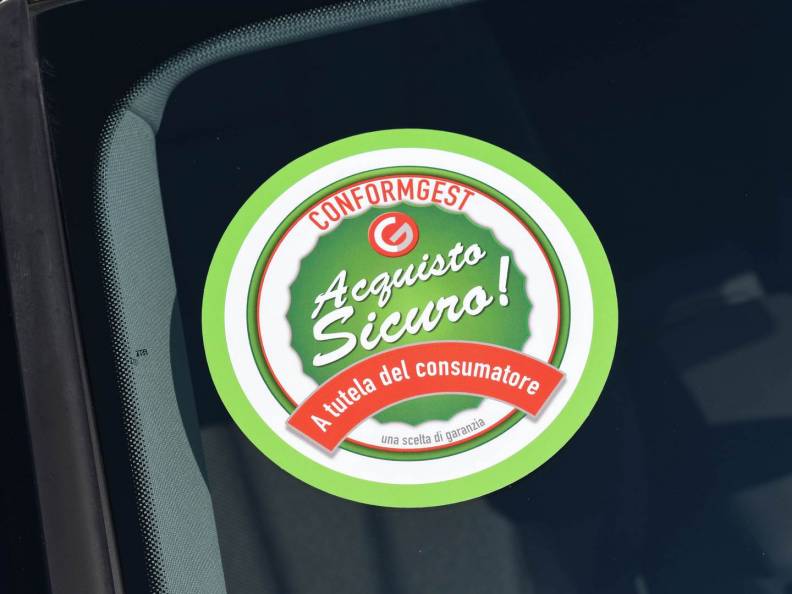 CONFORMGEST
Acquisto
Sicuro!
A tutela del consumatore
una scelta di garanzia